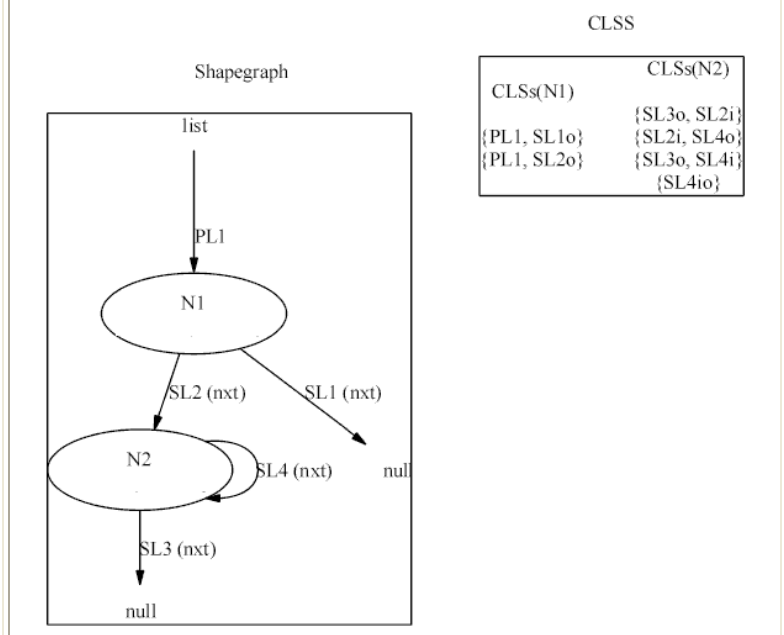 CLSS
Shapegraph
CLSs(N1)
{PL1, SL1o}
{PL1, SL2o}
CLSs(N2)
{SL3o, SL2i}
{SL2i, SL4o}
{SL3o, SL4i}
{SL4io}
list
PL1
N1
SL2 (nxt)
SL1 (nxt)
N2
SL4 (nxt)
null
SL3 (nxt)
null